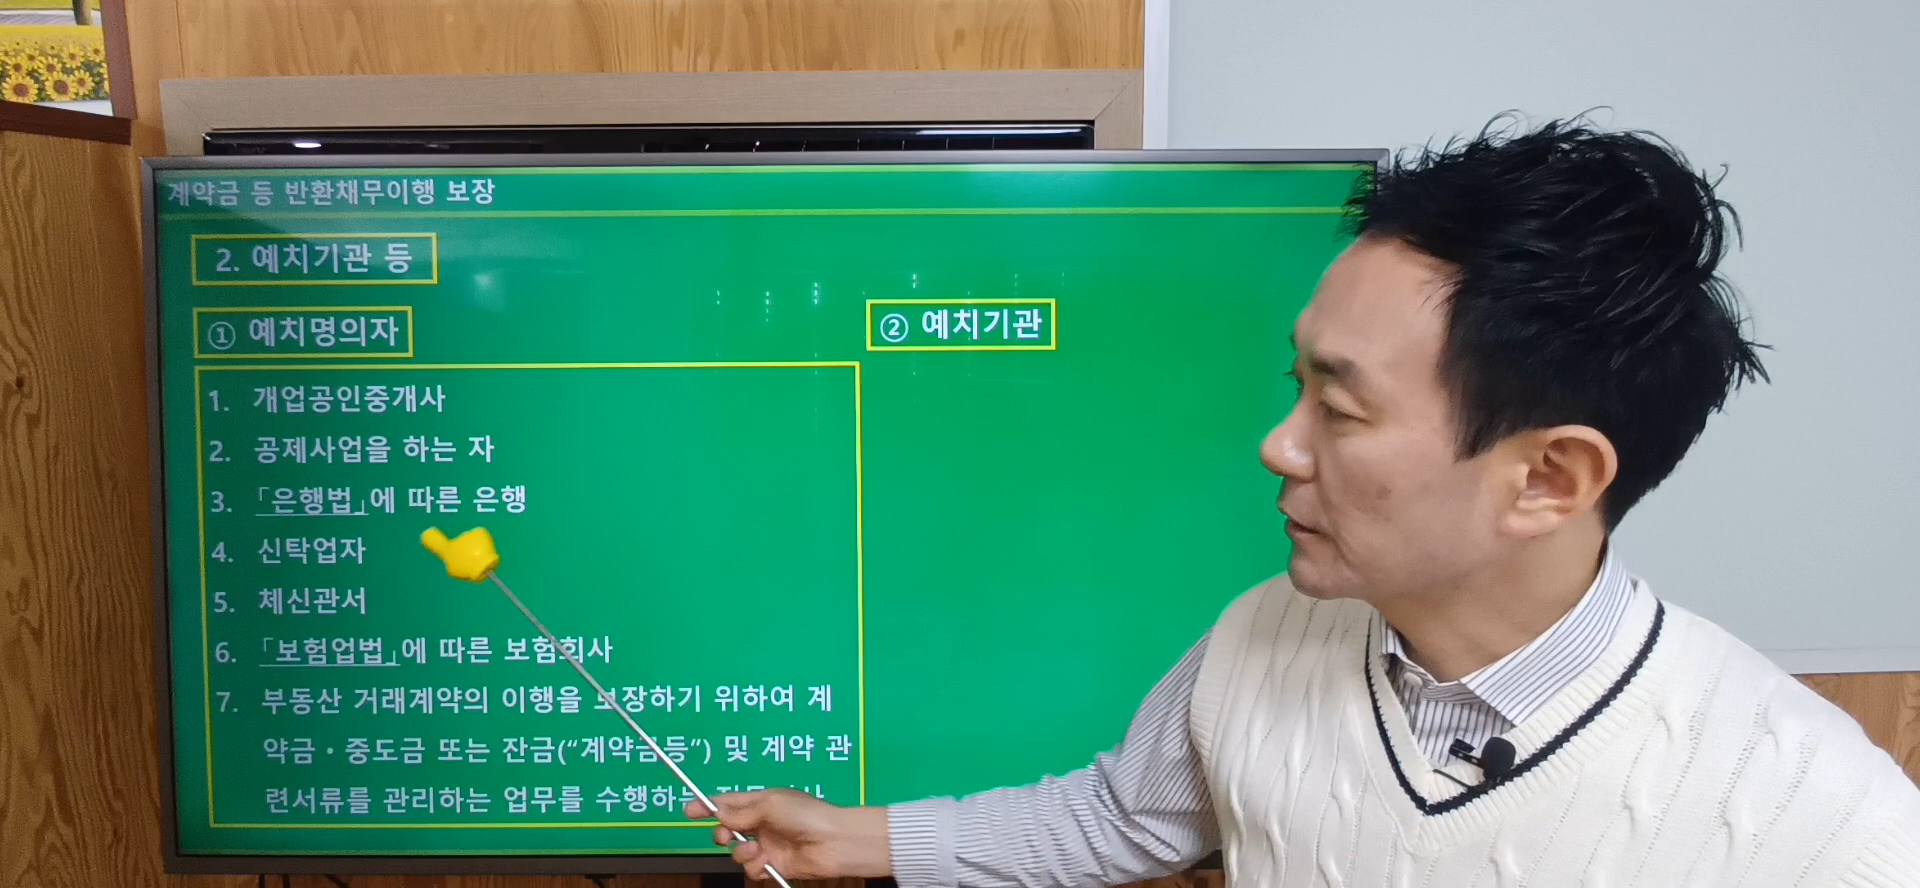 계약금 등 반환채무이행 보장
2. 예치기관 등
① 예치명의자
② 예치기관
1. 개업공인중개사
2. 공제사업을 하는 자
3. 「은행법」에 따른 은행
4. 신탁업자
5. 체신관서
6. 「보험업법」에 따른 보험회사
7. 부동산 거래계약의 이행을 보장하기 위하여 계
약금・중도금 또는 잔금(“계약금등”) 및 계약 관
련서류를 관리하는 업무를 수행하는